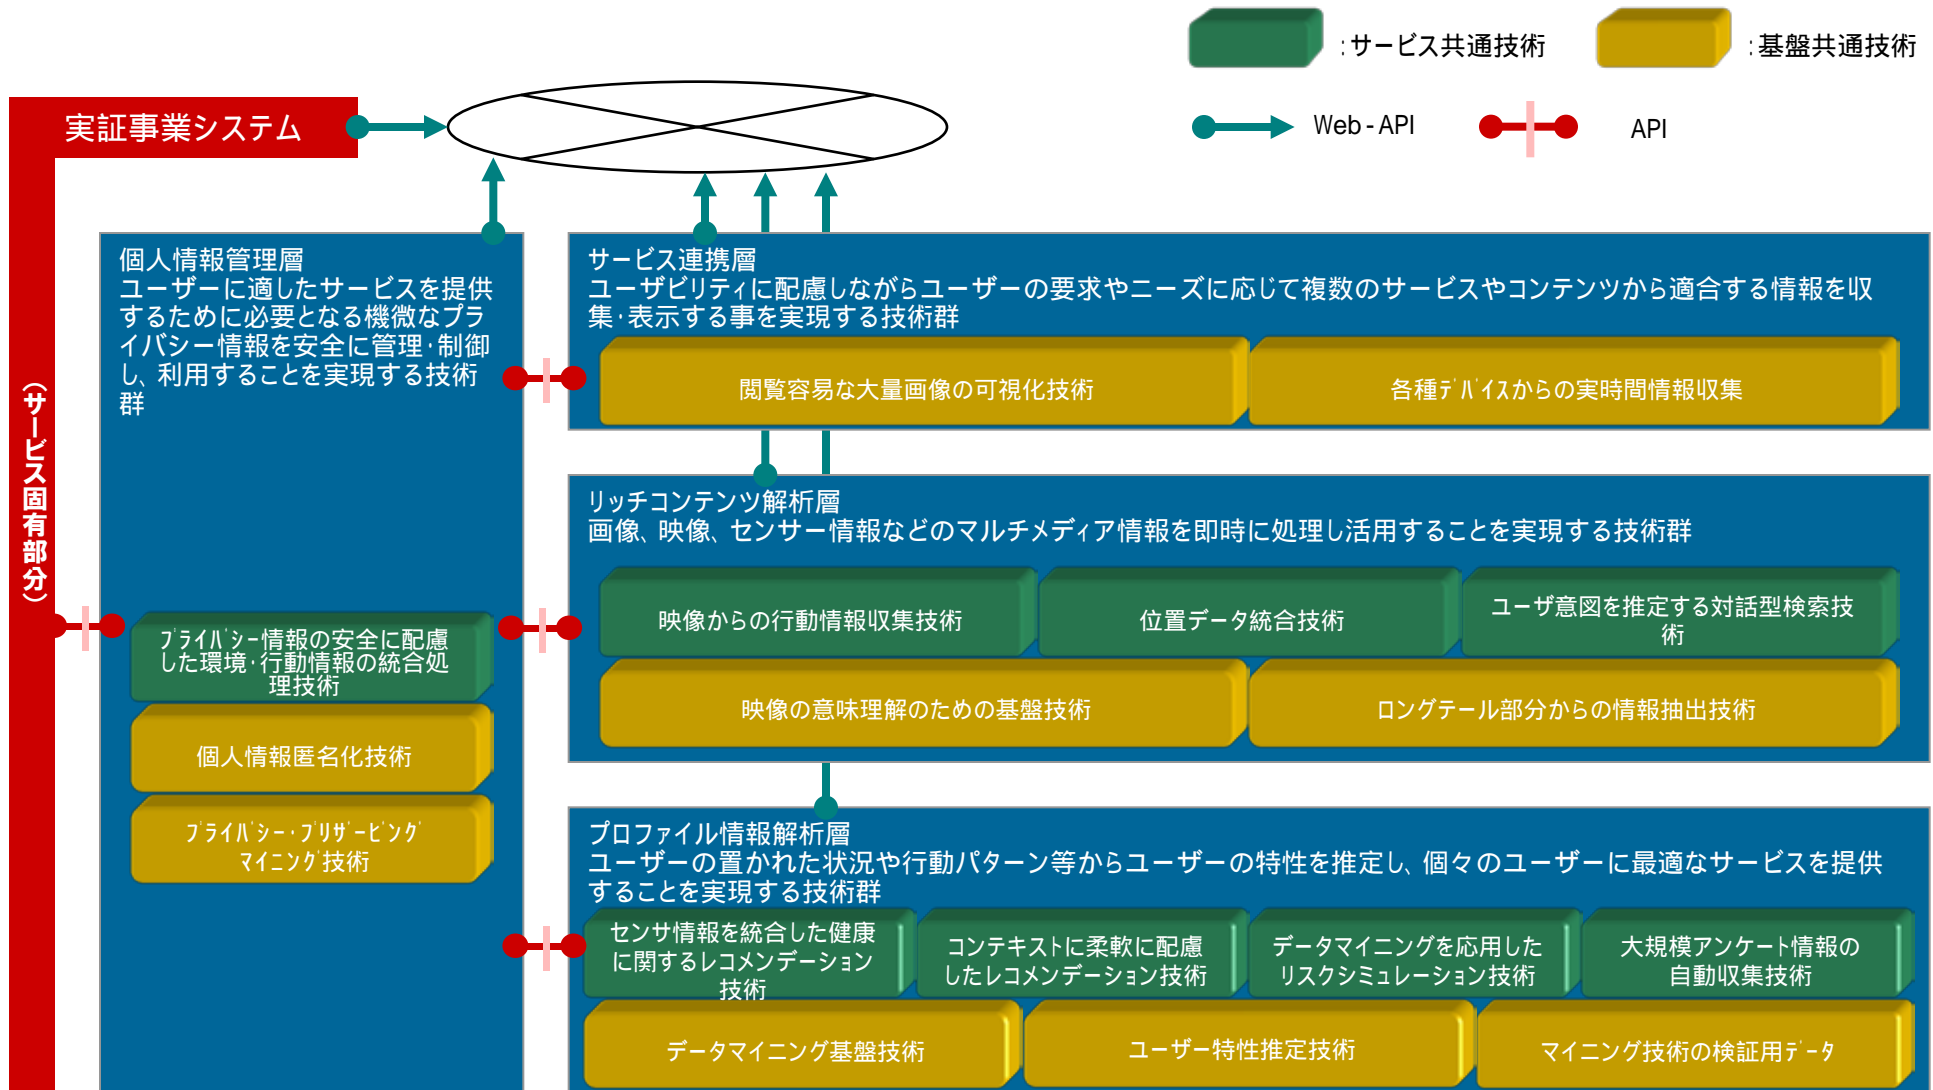 :サービス共通技術
:基盤共通技術
Web-API
API
実証事業システム
(サービス固有部分)
個人情報管理層
ユーザーに適したサービスを提供
するために必要となる機微なプラ
イバシー情報を安全に管理・制御
し、利用することを実現する技術
群
ﾌﾟﾗｲﾊﾞｼｰ情報の安全に配慮
した環境・行動情報の統合処
理技術
個人情報匿名化技術
ﾌﾟﾗｲﾊﾞｼｰ・ﾌﾟﾘｻﾞｰﾋﾞﾝｸﾞ
ﾏｲﾆﾝｸﾞ技術
サービス連携層
ユーザビリティに配慮しながらユーザーの要求やニーズに応じて複数のサービスやコンテンツから適合する情報を収
集・表示する事を実現する技術群
閲覧容易な大量画像の可視化技術
各種ﾃﾞﾊﾞｲｽからの実時間情報収集
リッチコンテンツ解析層
画像、映像、センサー情報などのマルチメディア情報を即時に処理し活用することを実現する技術群
映像からの行動情報収集技術
位置データ統合技術
ユーザ意図を推定する対話型検索技
術
映像の意味理解のための基盤技術
ロングテール部分からの情報抽出技術
プロファイル情報解析層
ユーザーの置かれた状況や行動パターン等からユーザーの特性を推定し、個々のユーザーに最適なサービスを提供
することを実現する技術群
センサ情報を統合した健康
に関するレコメンデーション
技術
コンテキストに柔軟に配慮
したレコメンデーション技術
データマイニングを応用した
リスクシミュレーション技術
大規模アンケート情報の
自動収集技術
データマイニング基盤技術
ユーザー特性推定技術
マイニング技術の検証用ﾃﾞｰﾀ